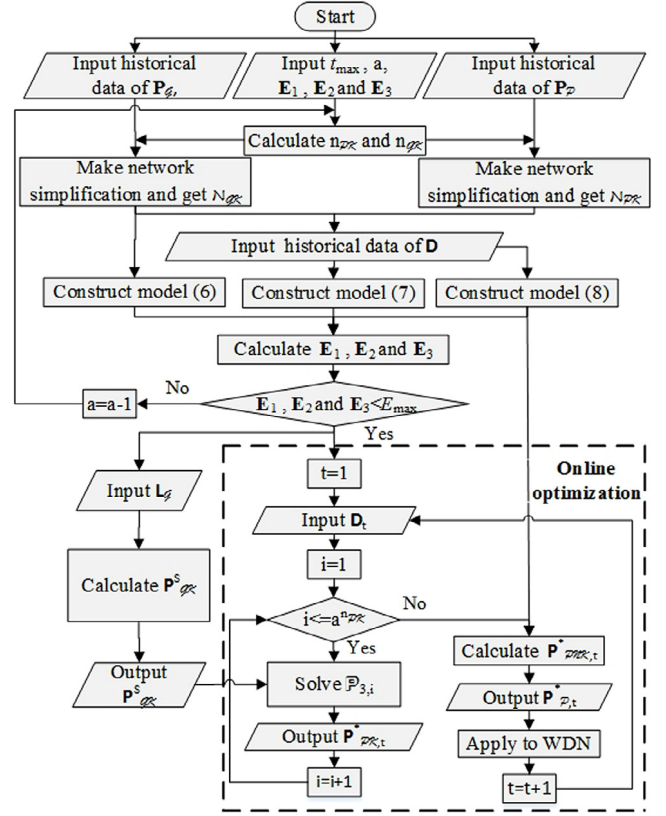 Start
Input historical
data of P𝒢,
Input tmax , a,
E1 , E2 and E3
Input historical
data of P𝒫
Calculate n𝒫𝒦 and n𝒢𝒦
Make network
simplification and get N𝒢𝒦
Make network
simplification and get N𝒫𝒦
Input historical data of D
Construct model (6)
Construct model (7)
Construct model (8)
Calculate E1 , E2 and E3
No
a=a-1
E1 , E2 and E3<Emax
Yes
Online
optimization
t=1
Input L𝒢
Input Dt
i=1
Calculate PS𝒢𝒦
i<=an𝒫𝒦
No
Yes
Calculate P*𝒫𝒩𝒦,t
Output
PS𝒢𝒦
Solve ℙ3,i
Output P*𝒫,t
Output P*𝒫𝒦,t
Apply to WDN
i=i+1
t=t+1